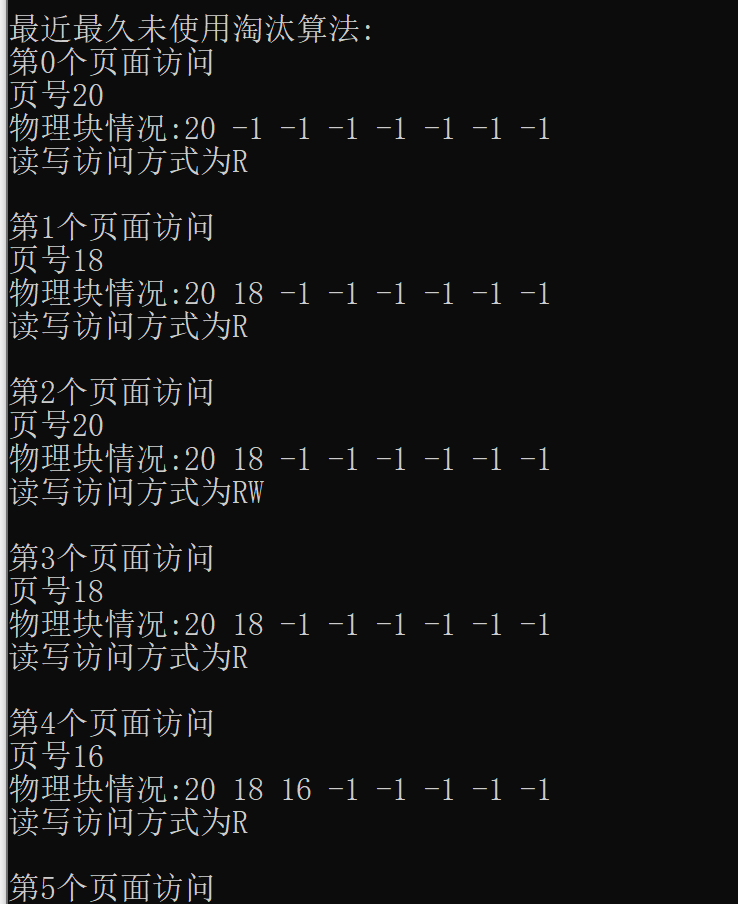 最近最久未使用淘汰算法:
第0个页面访问
页号20
物理块情况:20 -1 -1 -1 -1 -1 -1 -1
读写访问方式为R
第1个页面访问
页号18
物理块情况:20 18 -1 -1 -1 -1 -1 -1
读写访问方式为R
第2个页面访问
页号20
物理块情况:20 18 -1 -1 -1 -1 -1 -1
读写访问方式为RW
第3个页面访问
页号18
物理块情况:20 18 -1 -1 -1 -1 -1 -1
读写访问方式为R
第4个页面访问
页号16
物理块情况:20 18 16 -1 -1 -1 -1 -1
读写访问方式为R
第5个页面访问